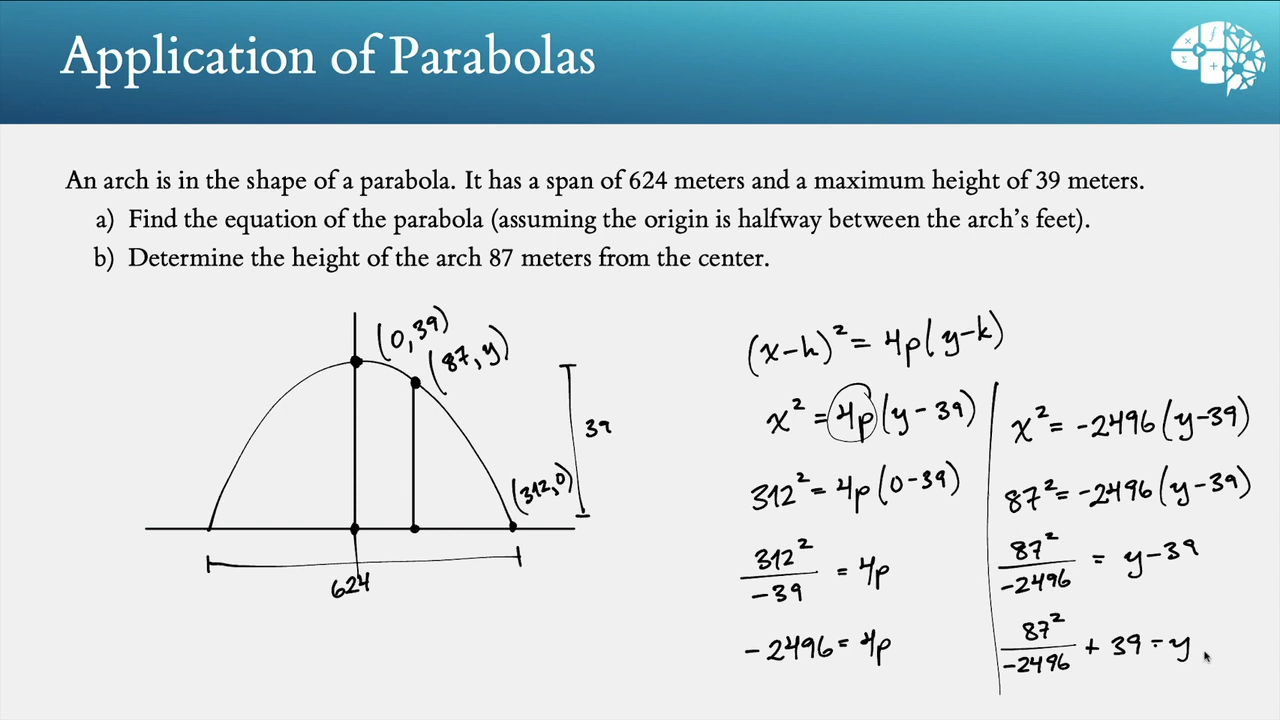 Application of Parabolas
An arch is in the shape of a parabola. It has a span of 624 meters and a maximum height of 39 meters.
a) Find the equation of the parabola (assuming the origin is halfway between the arch's feet).
b) Determine the height of the arch 87 meters from the center.
(0,39)
(87,y)
39
(312,0)
624
(x-h)² = 4p(y-k)
x² = 4p(y-39)
312² = 4p(0-39)
312²/-39 = 4p
-2496 = 4p
x² = -2496(y-39)
87² = -2496(y-39)
87²/-2496 = y-39
87²/-2496 + 39 = y